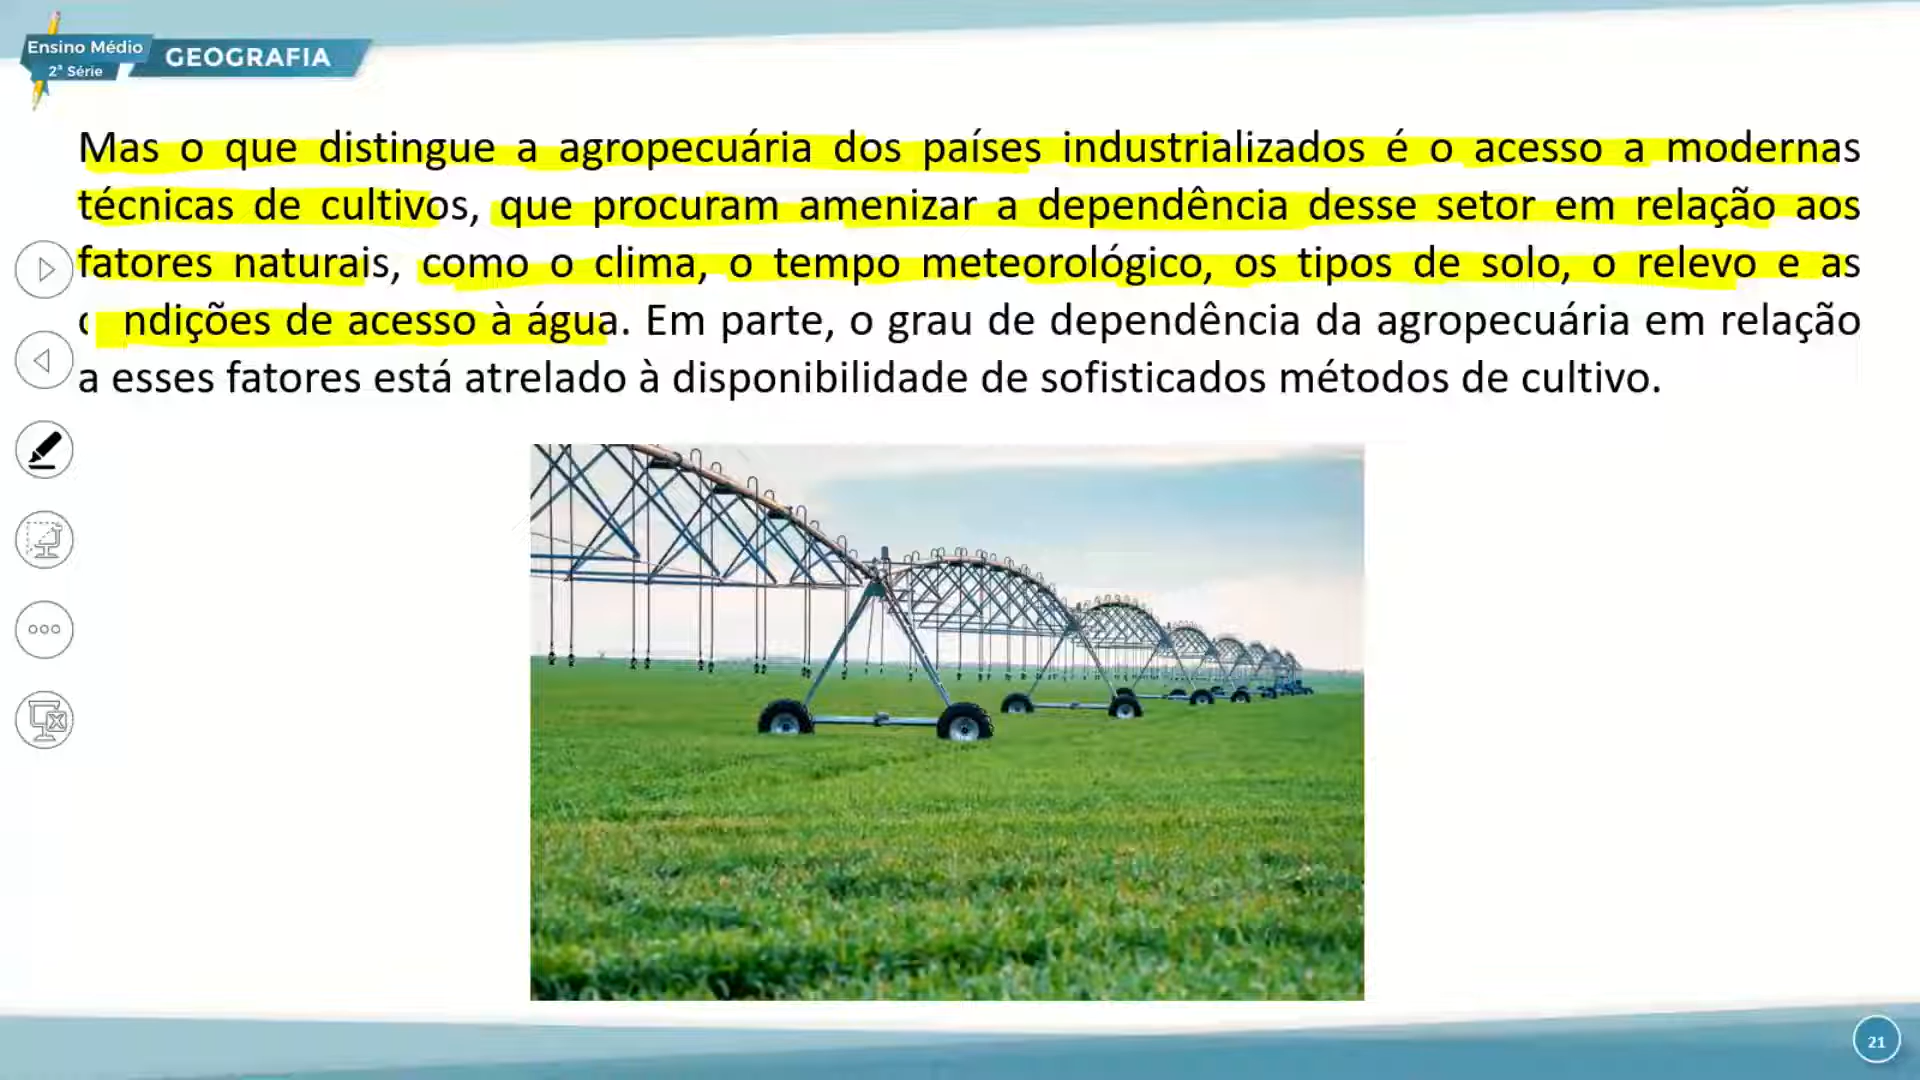 Ensino Médio
2ª Série
GEOGRAFIA
Mas o que distingue a agropecuária dos países industrializados é o acesso a modernas
técnicas de cultivos, que procuram amenizar a dependência desse setor em relação aos
fatores naturais, como o clima, o tempo meteorológico, os tipos de solo, o relevo e as
c ndições de acesso à água. Em parte, o grau de dependência da agropecuária em relação
a esses fatores está atrelado à disponibilidade de sofisticados métodos de cultivo.
21